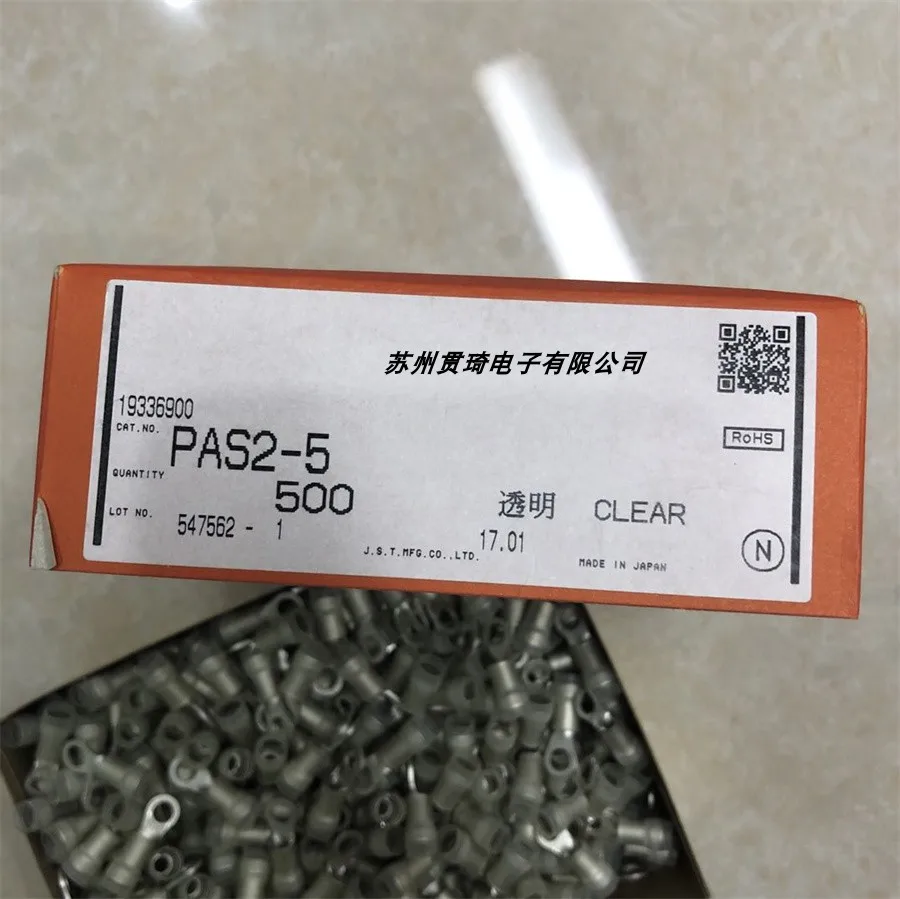 苏州贯琦电子有限公司
19336900
CAT.NO. PAS2-5
RoHS
QUANTITY 500
透明 CLEAR
LOT NO. 547562 - 1
17.01
J.S.T.MFG.CO.,LTD.
MADE IN JAPAN
N